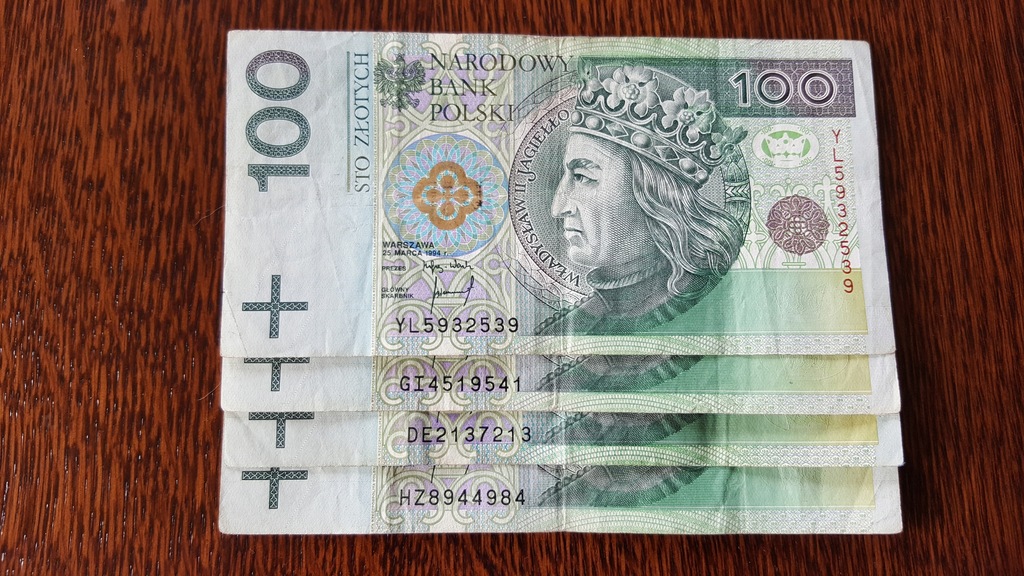 100
STO ZŁOTYCH
NARODOWY
BANK
POLSKI
100
WŁADYSŁAW II JAGIEŁŁO
YL5932539
WARSZAWA
25 MARCA 1994 r.
PREZES
GŁÓWNY
SKARBNIK
YL5932539
GI4519541
DE2137213
HZ8944984